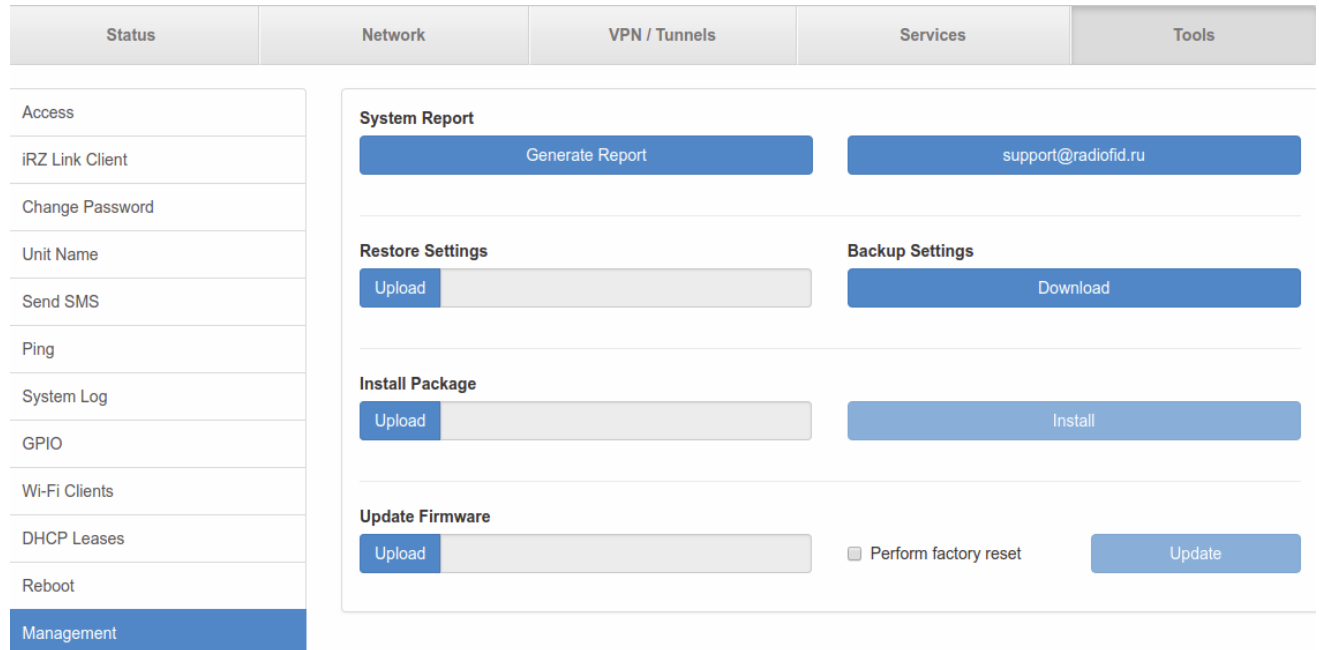 Status Network VPN / Tunnels Services Tools
Access
iRZ Link Client
Change Password
Unit Name
Send SMS
Ping
System Log
GPIO
Wi-Fi Clients
DHCP Leases
Reboot
Management
System Report
Generate Report support@radiofid.ru
Restore Settings Backup Settings
Upload Download
Install Package
Upload Install
Update Firmware
Upload Perform factory reset Update